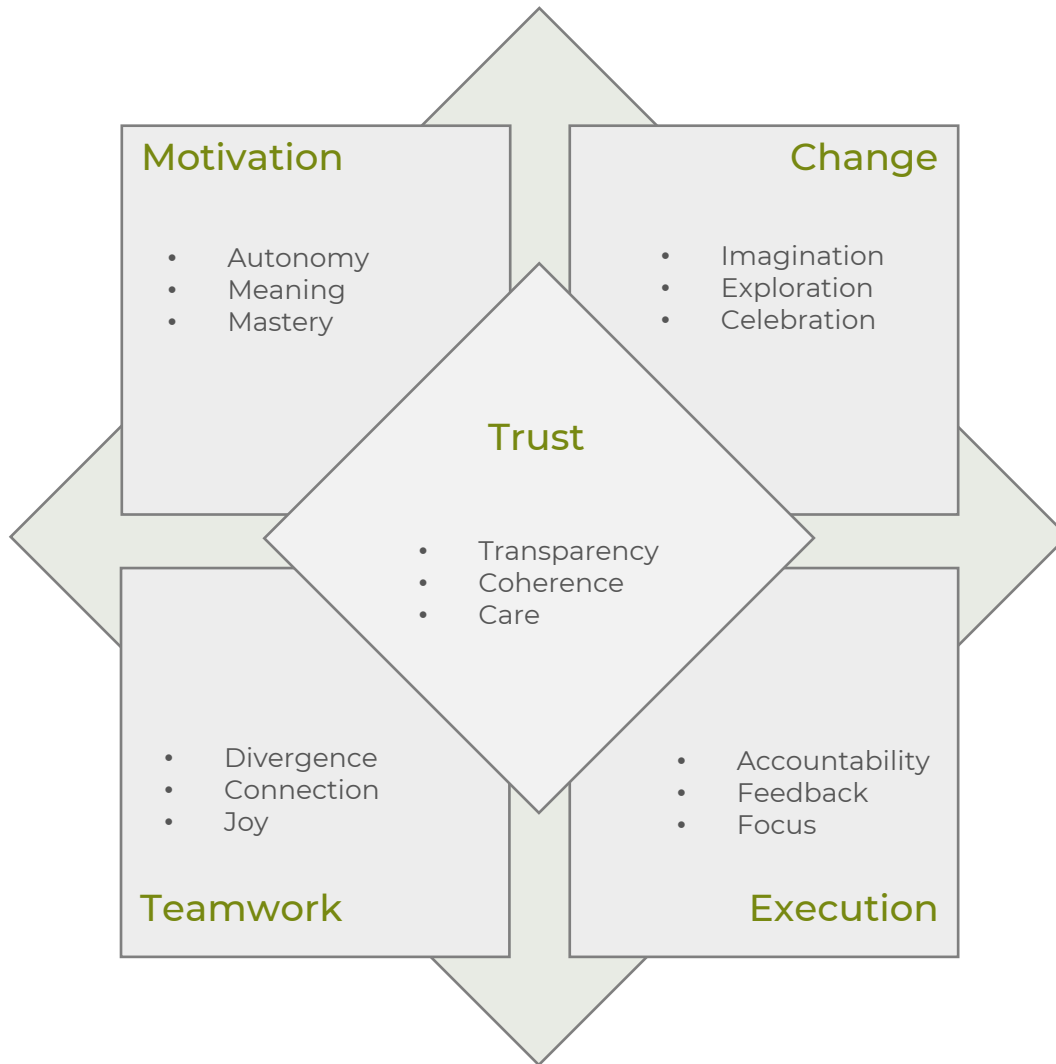 Motivation
• Autonomy
• Meaning
• Mastery
Change
• Imagination
• Exploration
• Celebration
Trust
• Transparency
• Coherence
• Care
• Divergence
• Connection
• Joy
Teamwork
• Accountability
• Feedback
• Focus
Execution